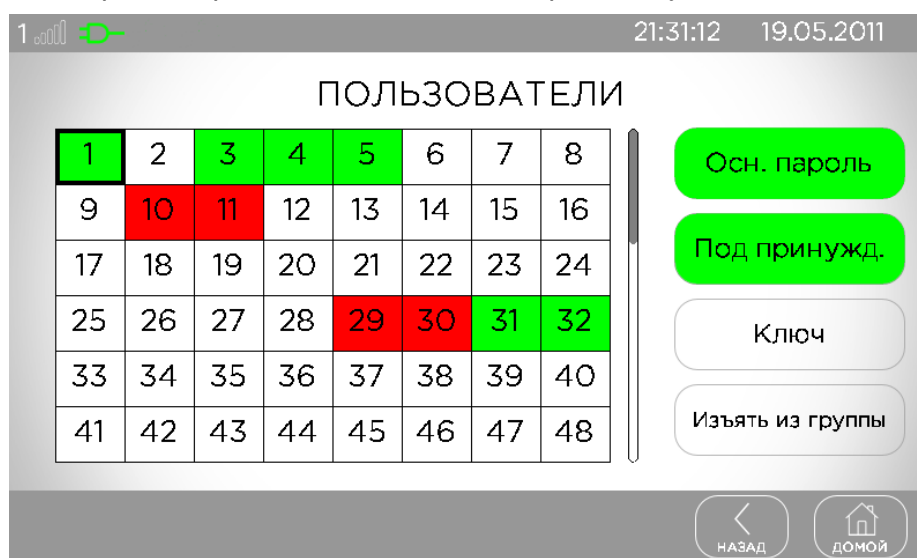 1 21:31:12 19.05.2011
ПОЛЬЗОВАТЕЛИ
1 2 3 4 5 6 7 8
9 10 11 12 13 14 15 16
17 18 19 20 21 22 23 24
25 26 27 28 29 30 31 32
33 34 35 36 37 38 39 40
41 42 43 44 45 46 47 48
Осн. пароль
Под принужд.
Ключ
Изъять из группы
НАЗАД ДОМОЙ